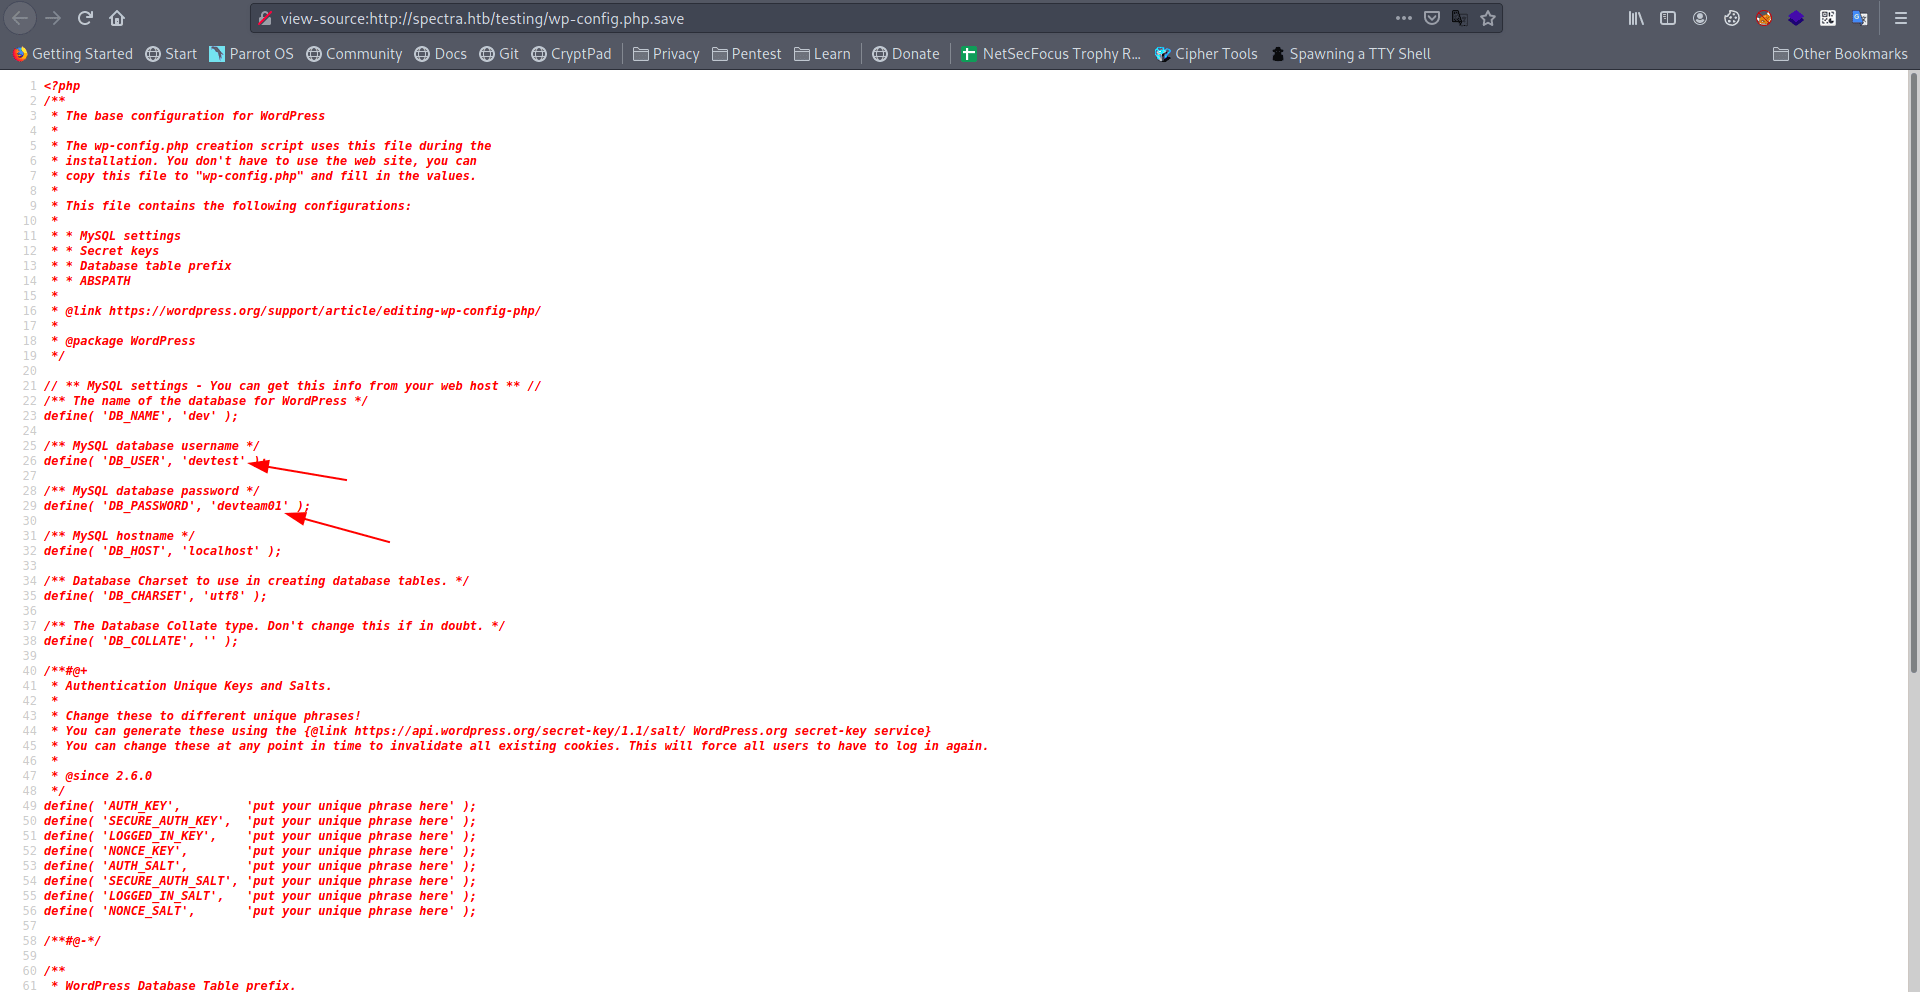 view-source:http://spectra.htb/testing/wp-config.php.save
Getting Started Start Parrot OS Community Docs Git CryptPad Privacy Pentest Learn Donate NetSecFocus Trophy R... Cipher Tools Spawning a TTY Shell Other Bookmarks
1 <?php
2 /**
3  * The base configuration for WordPress
4  *
5  * The wp-config.php creation script uses this file during the
6  * installation. You don't have to use the web site, you can
7  * copy this file to "wp-config.php" and fill in the values.
8  *
9  * This file contains the following configurations:
10  *
11  * * MySQL settings
12  * * Secret keys
13  * * Database table prefix
14  * * ABSPATH
15  *
16  * @link https://wordpress.org/support/article/editing-wp-config-php/
17  *
18  * @package WordPress
19  */
20
21 // ** MySQL settings - You can get this info from your web host ** //
22 /** The name of the database for WordPress */
23 define( 'DB_NAME', 'dev' );
24
25 /** MySQL database username */
26 define( 'DB_USER', 'devtest' );
27
28 /** MySQL database password */
29 define( 'DB_PASSWORD', 'devteam01' );
30
31 /** MySQL hostname */
32 define( 'DB_HOST', 'localhost' );
33
34 /** Database Charset to use in creating database tables. */
35 define( 'DB_CHARSET', 'utf8' );
36
37 /** The Database Collate type. Don't change this if in doubt. */
38 define( 'DB_COLLATE', '' );
39
40 /**#@+
41  * Authentication Unique Keys and Salts.
42  *
43  * Change these to different unique phrases!
44  * You can generate these using the {@link https://api.wordpress.org/secret-key/1.1/salt/ WordPress.org secret-key service}
45  * You can change these at any point in time to invalidate all existing cookies. This will force all users to have to log in again.
46  *
47  * @since 2.6.0
48  */
49 define( 'AUTH_KEY',         'put your unique phrase here' );
50 define( 'SECURE_AUTH_KEY',  'put your unique phrase here' );
51 define( 'LOGGED_IN_KEY',    'put your unique phrase here' );
52 define( 'NONCE_KEY',        'put your unique phrase here' );
53 define( 'AUTH_SALT',        'put your unique phrase here' );
54 define( 'SECURE_AUTH_SALT', 'put your unique phrase here' );
55 define( 'LOGGED_IN_SALT',   'put your unique phrase here' );
56 define( 'NONCE_SALT',       'put your unique phrase here' );
57
58 /**#@-*/
59
60 /**
61  * WordPress Database Table prefix.